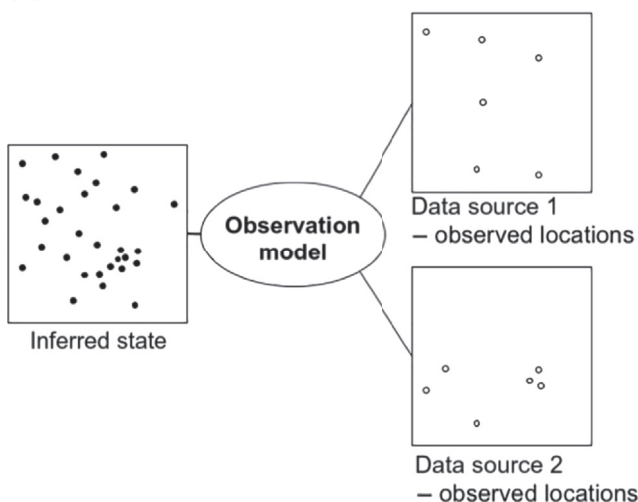 Observation
model
Inferred state
Data source 1
– observed locations
Data source 2
– observed locations